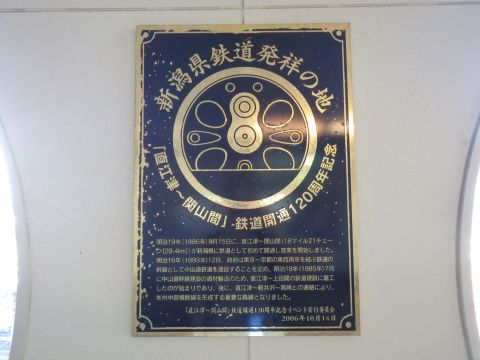 新潟県鉄道発祥の地
「直江津〜関山間」-鉄道開通120周年記念
明治19年(1886年)8月15日に、直江津〜関山間(18マイル21チェー
ン(29.4km))が新潟県に鉄道として初めて開通し営業を開始しました。
明治16年(1883年)12月、政府は東京〜京都の東西両京を結ぶ鉄道の
幹線として中山道鉄道を建設することを定め、明治18年(1885年)7月
に中山道幹線建設の資材輸送のため、直江津〜上田間の鉄道建設に着
工したのが始まりであり、後に、直江津〜軽井沢〜高崎との連結により、
本州中部横断線を形成する重要な路線となりました。
「直江津〜関山間」鉄道開通120周年記念イベント実行委員会
2006年10月14日